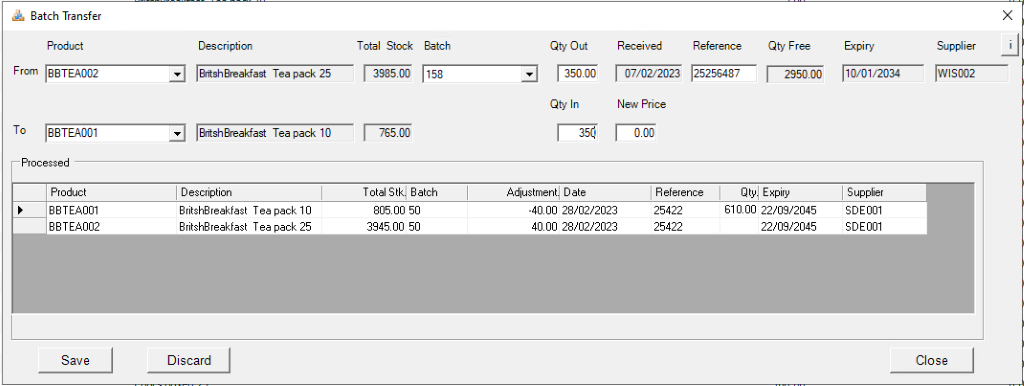 Batch Transfer
Product Description Total Stock Batch Qty Out Received Reference Qty Free Expiry Supplier i
From BBTEA002 BritshBreakfast Tea pack 25 3985.00 158 350.00 07/02/2023 25256487 2950.00 10/01/2034 WIS002
Qty In New Price
To BBTEA001 BritshBreakfast Tea pack 10 765.00 350 0.00
Processed
Product Description Total Stk. Batch Adjustment. Date Reference Qty. Expiry Supplier
BBTEA001 BritshBreakfast Tea pack 10 805.00 50 -40.00 28/02/2023 25422 610.00 22/09/2045 SDE001
BBTEA002 BritshBreakfast Tea pack 25 3945.00 50 40.00 28/02/2023 25422 22/09/2045 SDE001
Save Discard Close